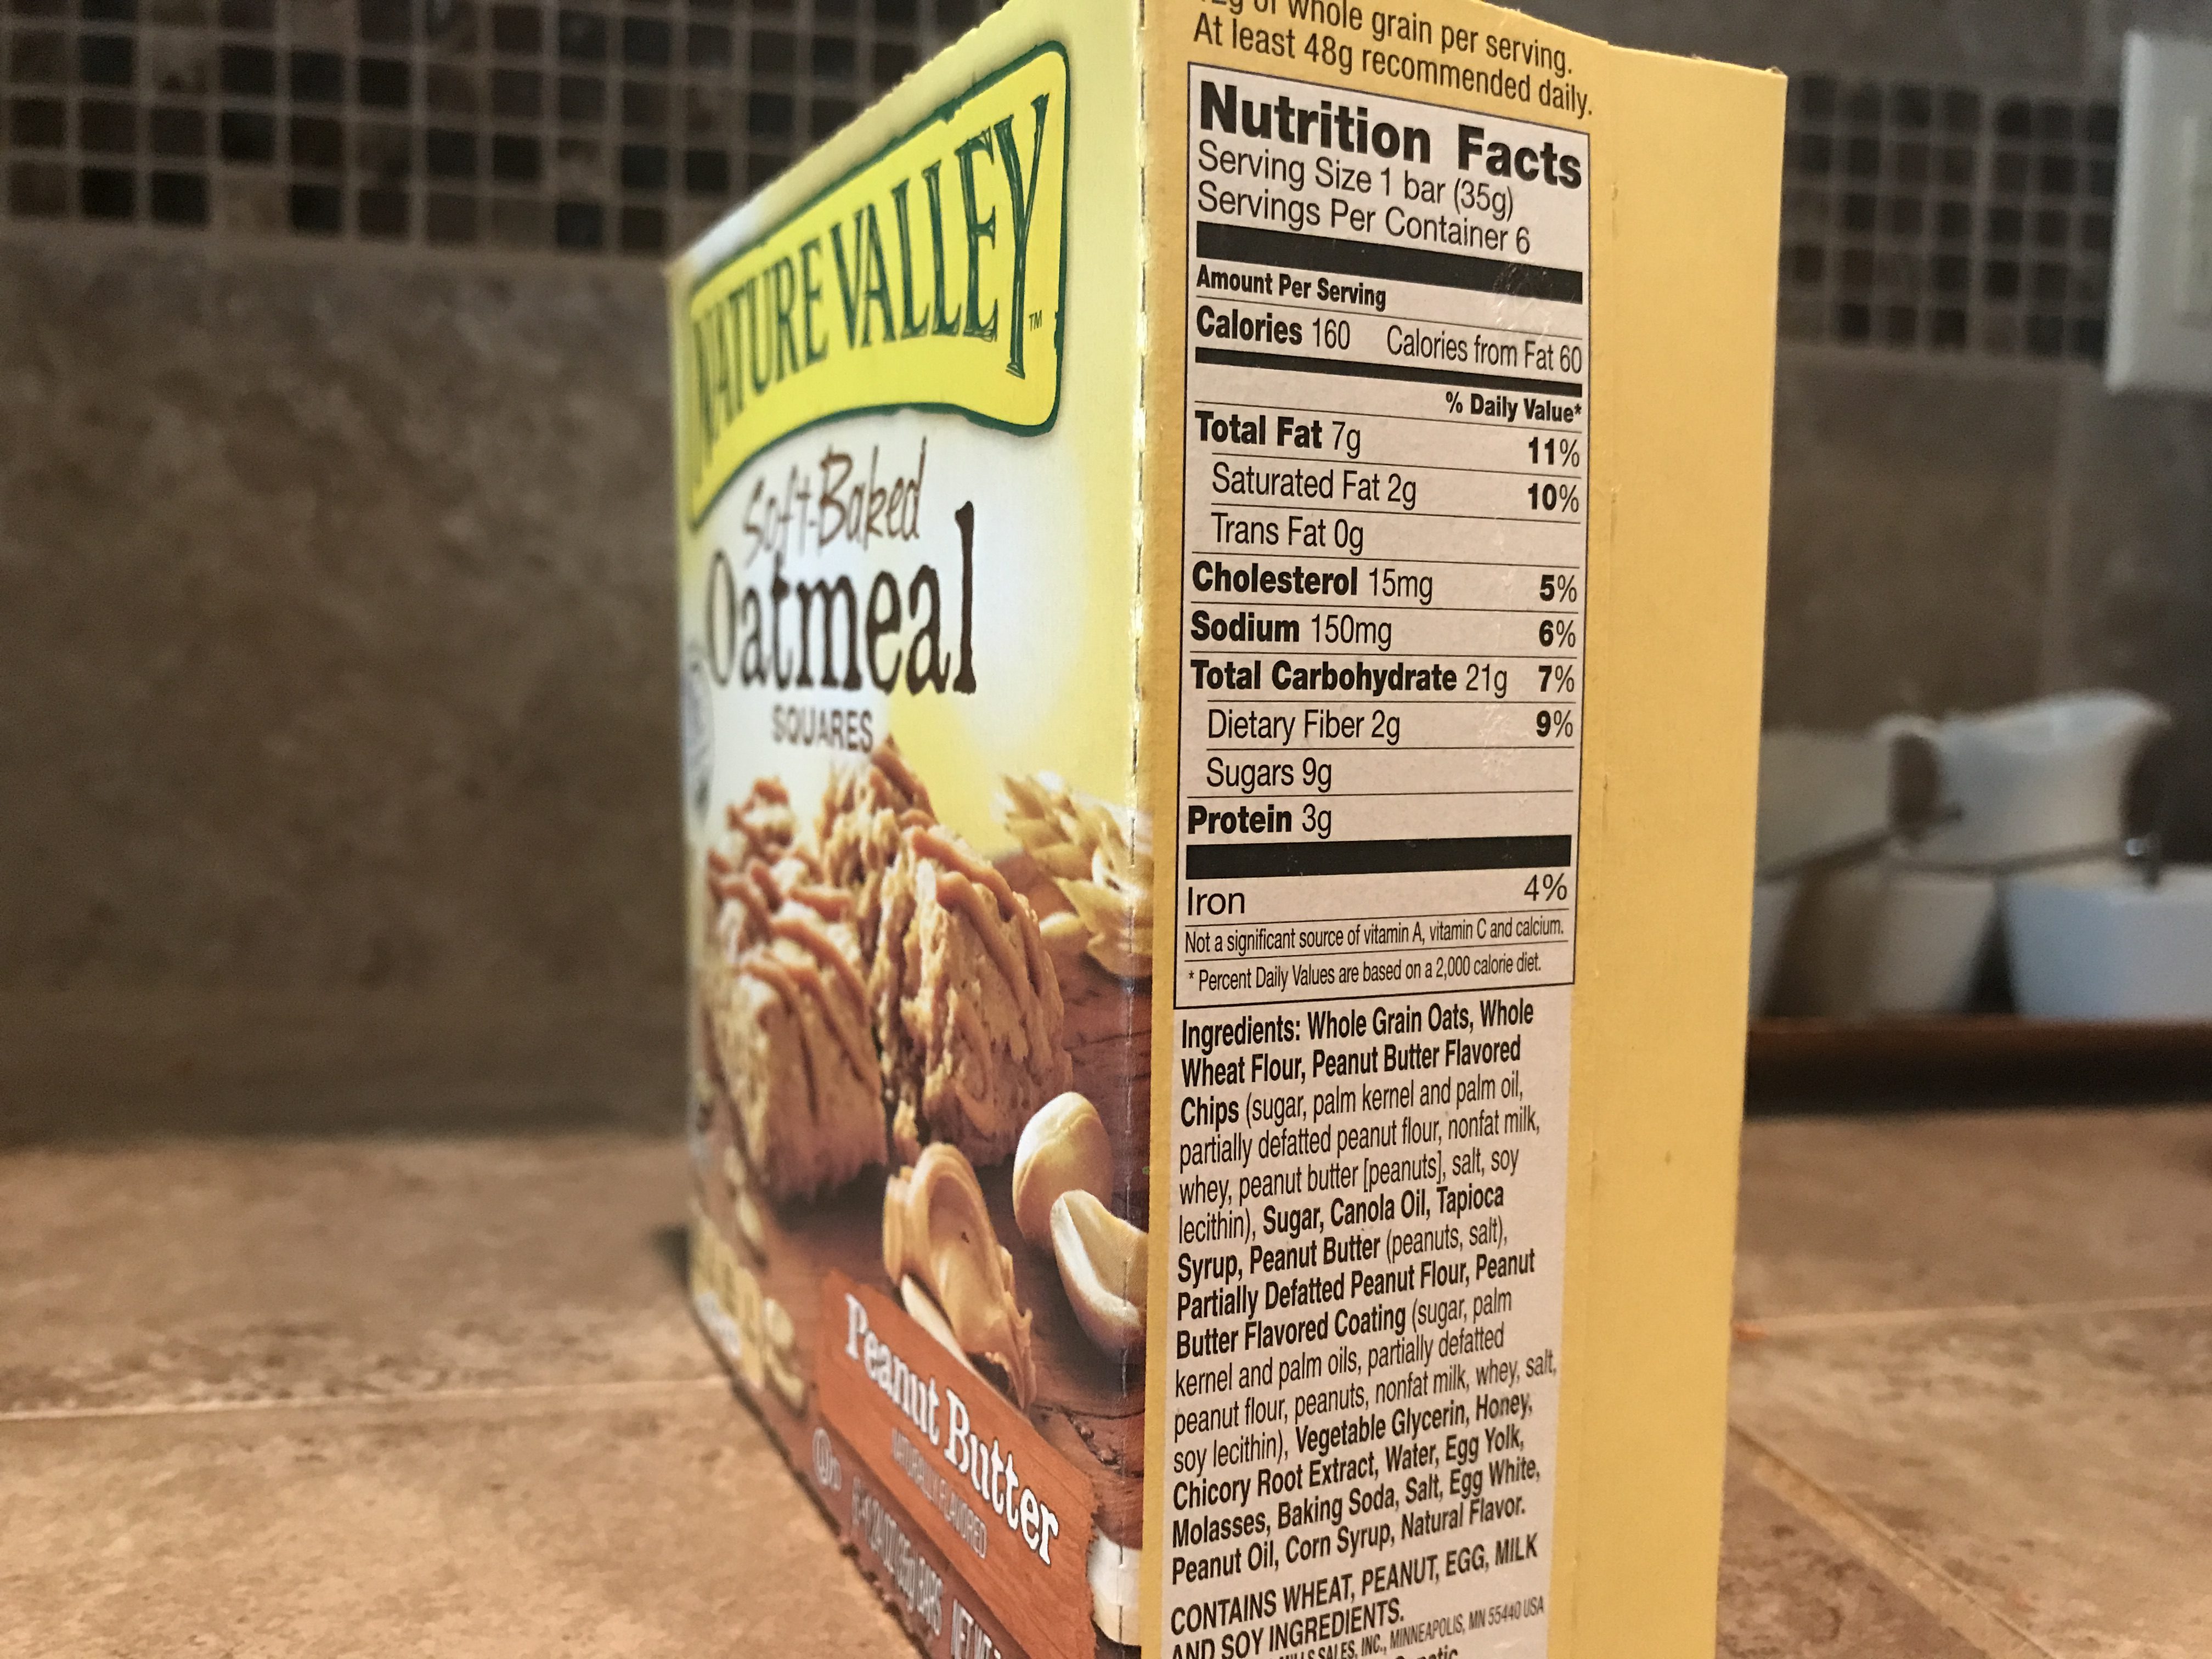 NATURE VALLEY
™
Soft-Baked
Oatmeal
SQUARES
Peanut Butter
NATURALLY FLAVORED
of whole grain per serving.
At least 48g recommended daily.
Nutrition Facts
Serving Size 1 bar (35g)
Servings Per Container 6
Amount Per Serving
Calories 160 Calories from Fat 60
% Daily Value*
Total Fat 7g 11%
Saturated Fat 2g 10%
Trans Fat 0g
Cholesterol 15mg 5%
Sodium 150mg 6%
Total Carbohydrate 21g 7%
Dietary Fiber 2g 9%
Sugars 9g
Protein 3g
Iron 4%
Not a significant source of vitamin A, vitamin C and calcium.
* Percent Daily Values are based on a 2,000 calorie diet.
Ingredients: Whole Grain Oats, Whole
Wheat Flour, Peanut Butter Flavored
Chips (sugar, palm kernel and palm oil,
partially defatted peanut flour, nonfat milk,
whey, peanut butter [peanuts], salt, soy
lecithin), Sugar, Canola Oil, Tapioca
Syrup, Peanut Butter (peanuts, salt),
Partially Defatted Peanut Flour, Peanut
Butter Flavored Coating (sugar, palm
kernel and palm oils, partially defatted
peanut flour, peanuts, nonfat milk, whey, salt,
soy lecithin), Vegetable Glycerin, Honey,
Chicory Root Extract, Water, Egg Yolk,
Molasses, Baking Soda, Salt, Egg White,
Peanut Oil, Corn Syrup, Natural Flavor.
CONTAINS WHEAT, PEANUT, EGG, MILK
AND SOY INGREDIENTS.
SALES, INC., MINNEAPOLIS, MN 55440 USA